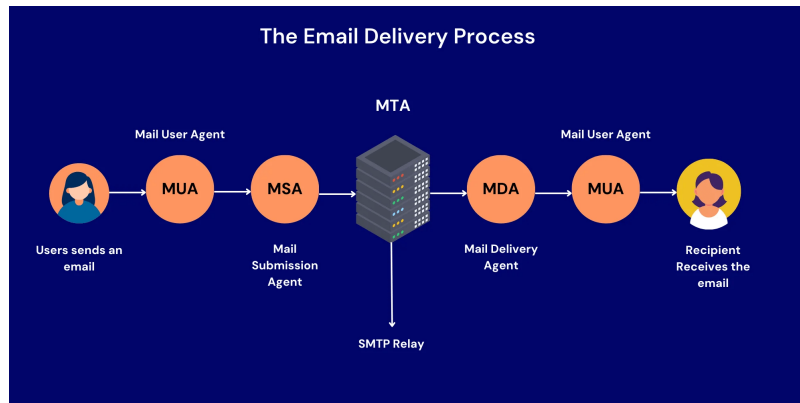 The Email Delivery Process
MTA
Mail User Agent
Mail User Agent
MUA
MSA
MDA
MUA
Users sends an
email
Mail
Submission
Agent
Mail Delivery
Agent
Recipient
Receives the
email
SMTP Relay